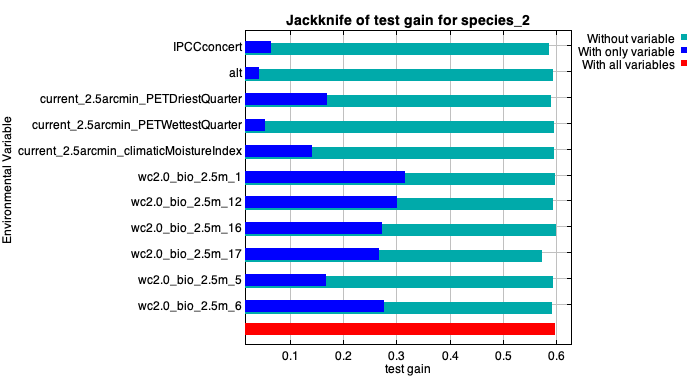 Jackknife of test gain for species_2
Without variable
With only variable
With all variables
Environmental Variable
IPCCconcert
alt
current_2.5arcmin_PETDriestQuarter
current_2.5arcmin_PETWettestQuarter
current_2.5arcmin_climaticMoistureIndex
wc2.0_bio_2.5m_1
wc2.0_bio_2.5m_12
wc2.0_bio_2.5m_16
wc2.0_bio_2.5m_17
wc2.0_bio_2.5m_5
wc2.0_bio_2.5m_6
0.1 0.2 0.3 0.4 0.5 0.6
test gain